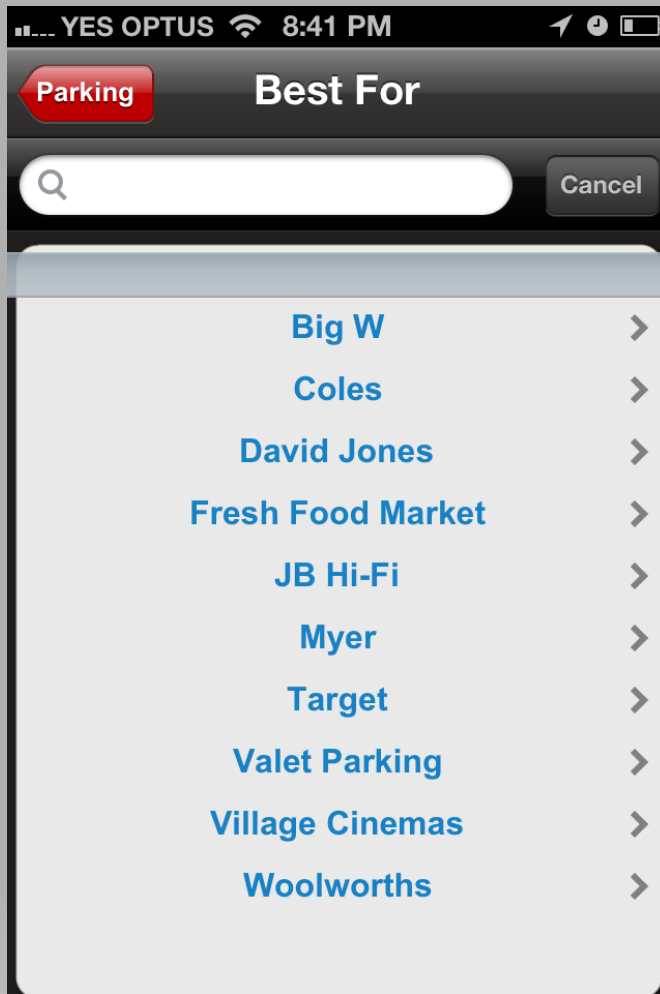 YES OPTUS 8:41 PM
Parking
Best For
Cancel
Big W
Coles
David Jones
Fresh Food Market
JB Hi-Fi
Myer
Target
Valet Parking
Village Cinemas
Woolworths